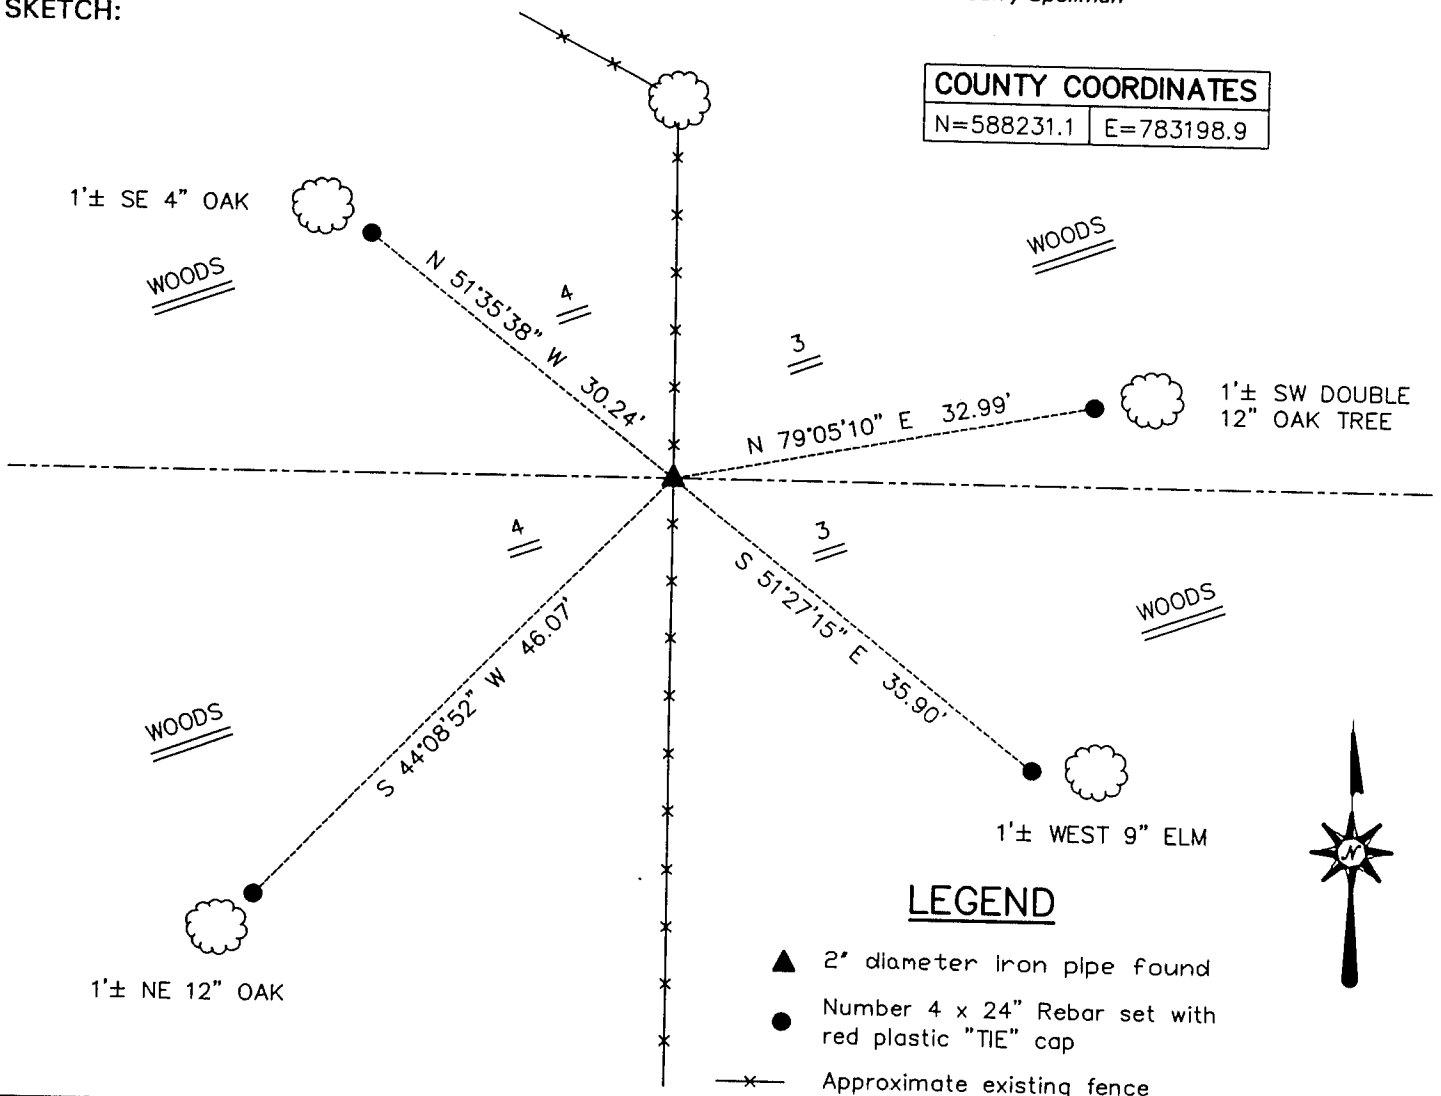 SKETCH:
Spellman
COUNTY COORDINATES
N=588231.1 E=783198.9
1'± SE 4" OAK
WOODS
WOODS
N 51°35'38" W 30.24'
4
3
1'± SW DOUBLE
12" OAK TREE
N 79°05'10" E 32.99'
4
3
S 51°27'15" E 35.90'
WOODS
S 44°08'52" W 46.07'
WOODS
1'± WEST 9" ELM
N
1'± NE 12" OAK
LEGEND
2" diameter iron pipe found
Number 4 x 24" Rebar set with
red plastic "TIE" cap
Approximate existing fence